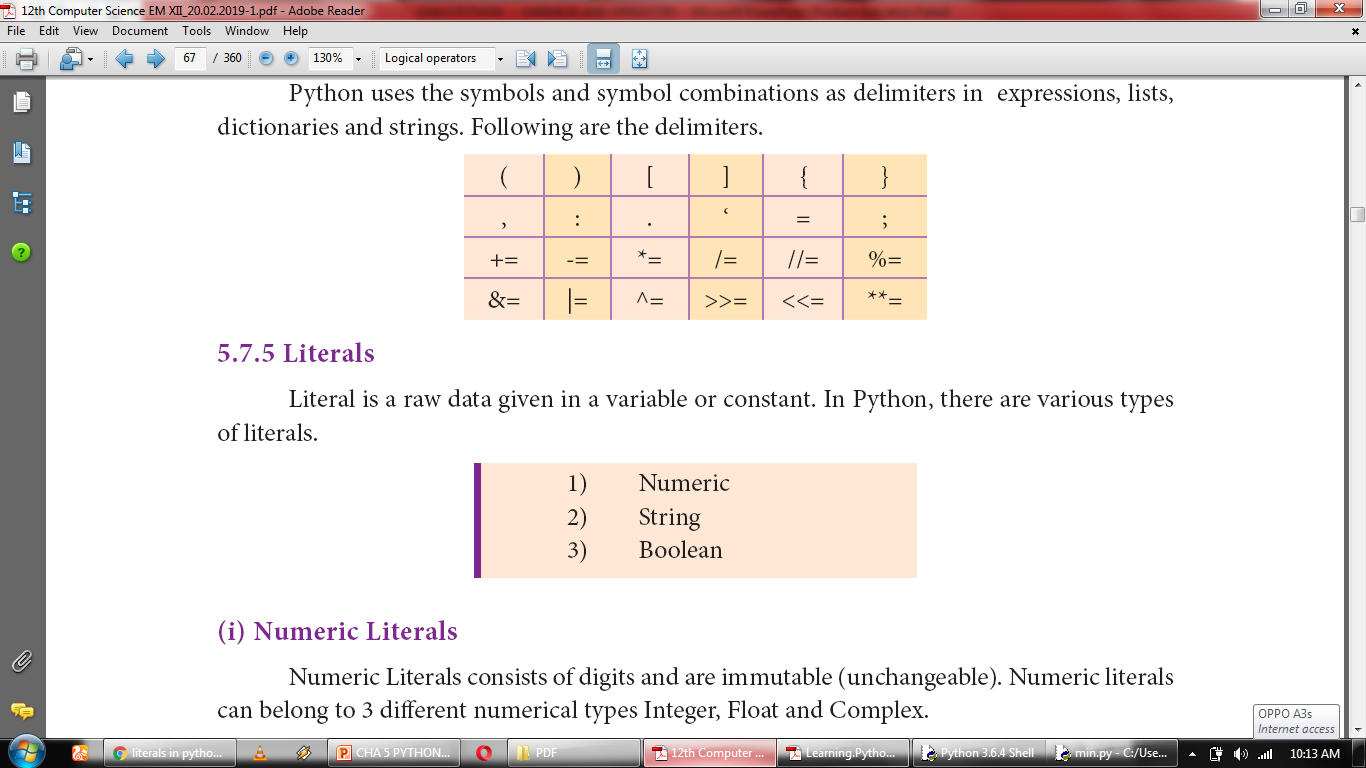 12th Computer Science EM XII_20.02.2019-1.pdf - Adobe Reader
File Edit View Document Tools Window Help
67 / 360 130% Logical operators
Python uses the symbols and symbol combinations as delimiters in expressions, lists,
dictionaries and strings. Following are the delimiters.
( ) [ ] { }
, : . ‘ = ;
+= -= *= /= //= %=
&= |= ^= >>= <<= **=
5.7.5 Literals
Literal is a raw data given in a variable or constant. In Python, there are various types
of literals.
1) Numeric
2) String
3) Boolean
(i) Numeric Literals
Numeric Literals consists of digits and are immutable (unchangeable). Numeric literals
can belong to 3 different numerical types Integer, Float and Complex.
OPPO A3s
Internet access
literals in pytho... CHA 5 PYTHON... PDF 12th Computer ... Learning.Pytho... Python 3.6.4 Shell min.py - C:/Use... 10:13 AM